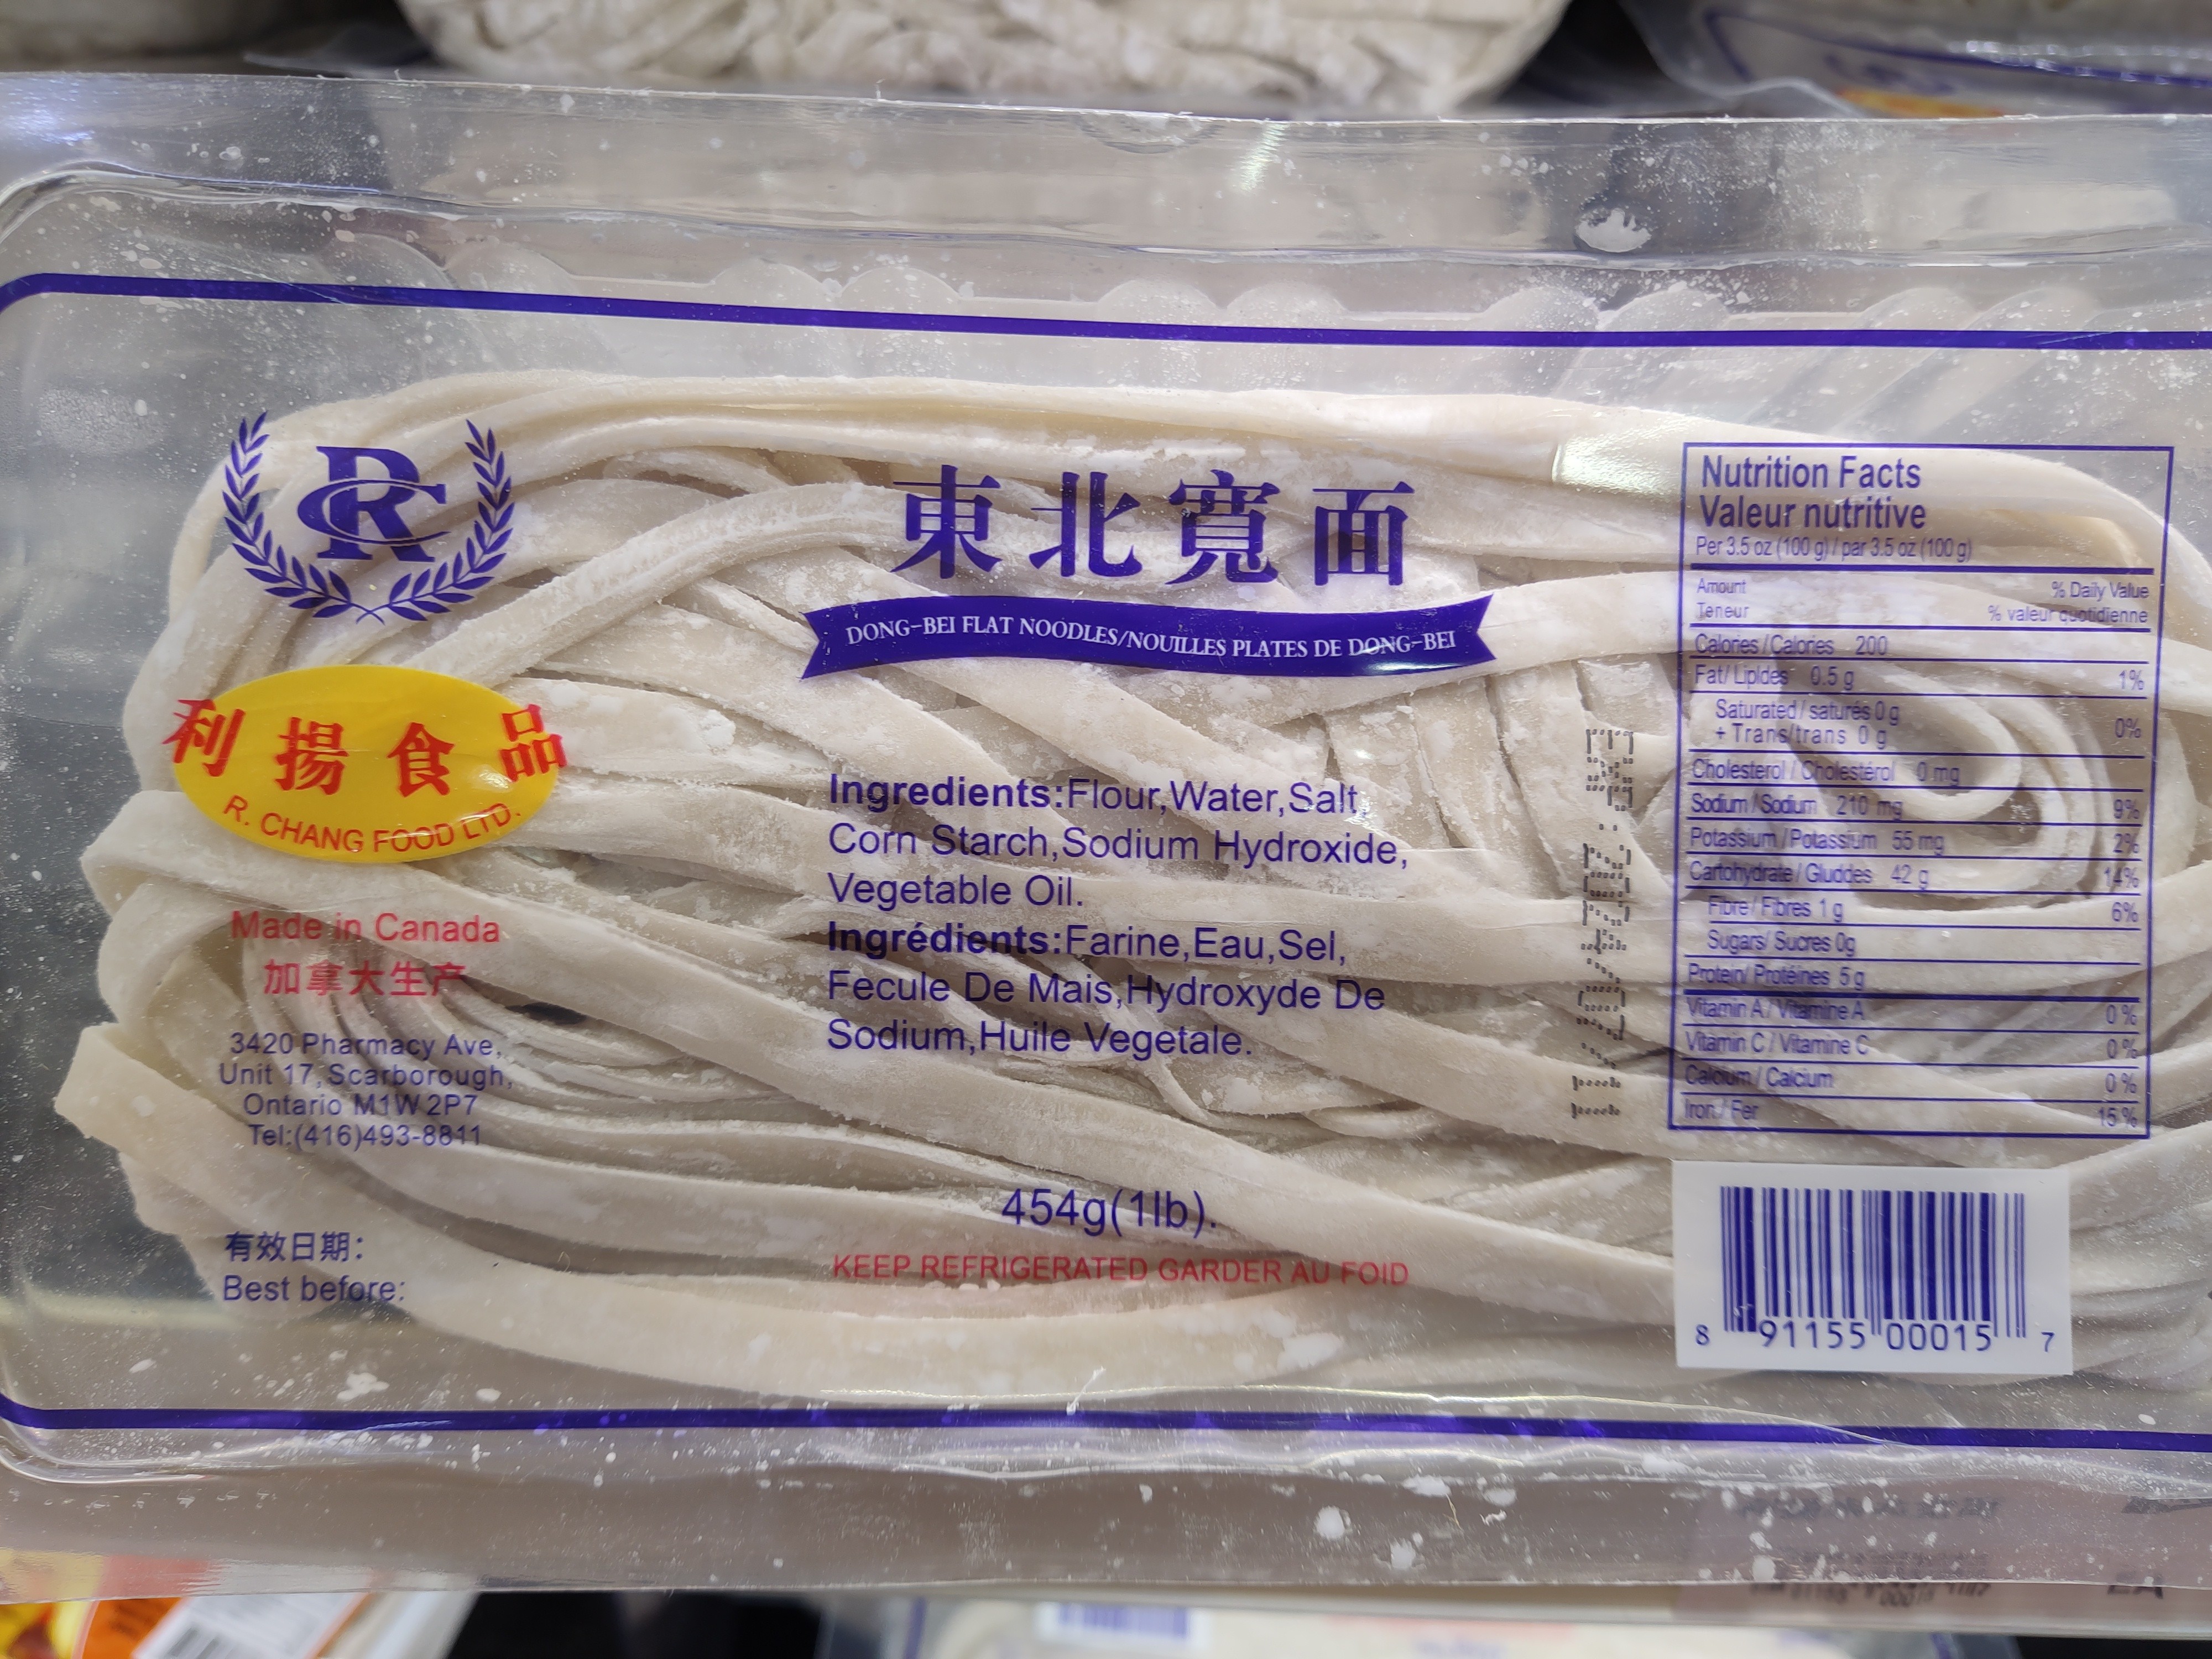 RC
利揚食品
R. CHANG FOOD LTD.
Made in Canada
加拿大生产
3420 Pharmacy Ave,
Unit 17, Scarborough,
Ontario M1W 2P7
Tel:(416)493-8811
有效日期：
Best before:
東北寬面
DONG-BEI FLAT NOODLES/NOUILLES PLATES DE DONG-BEI
Ingredients:Flour,Water,Salt,
Corn Starch,Sodium Hydroxide,
Vegetable Oil.
Ingrédients:Farine,Eau,Sel,
Fecule De Mais,Hydroxyde De
Sodium,Huile Vegetale.
454g(1lb).
KEEP REFRIGERATED GARDER AU FOID
Nutrition Facts
Valeur nutritive
Per 3.5 oz (100 g) / par 3.5 oz (100 g)
Amount % Daily Value
Teneur % valeur quotidienne
Calories / Calories 200
Fat / Lipldes 0.5 g 1%
Saturated / saturés 0 g 0%
+ Trans/trans 0 g
Cholesterol / Cholestérol 0 mg
Sodium / Sodium 210 mg 9%
Potassium / Potassium 55 mg 2%
Cartohydrate / Gluddes 42 g 14%
Fibre / Fibres 1 g 6%
Sugars/ Sucres 0g
Protein/ Protéines 5 g
Vitamin A / Vitamine A 0 %
Vitamin C / Vitamine C 0 %
Calcium / Calcium 0 %
Iron / Fer 15 %
8 91155 00015 7